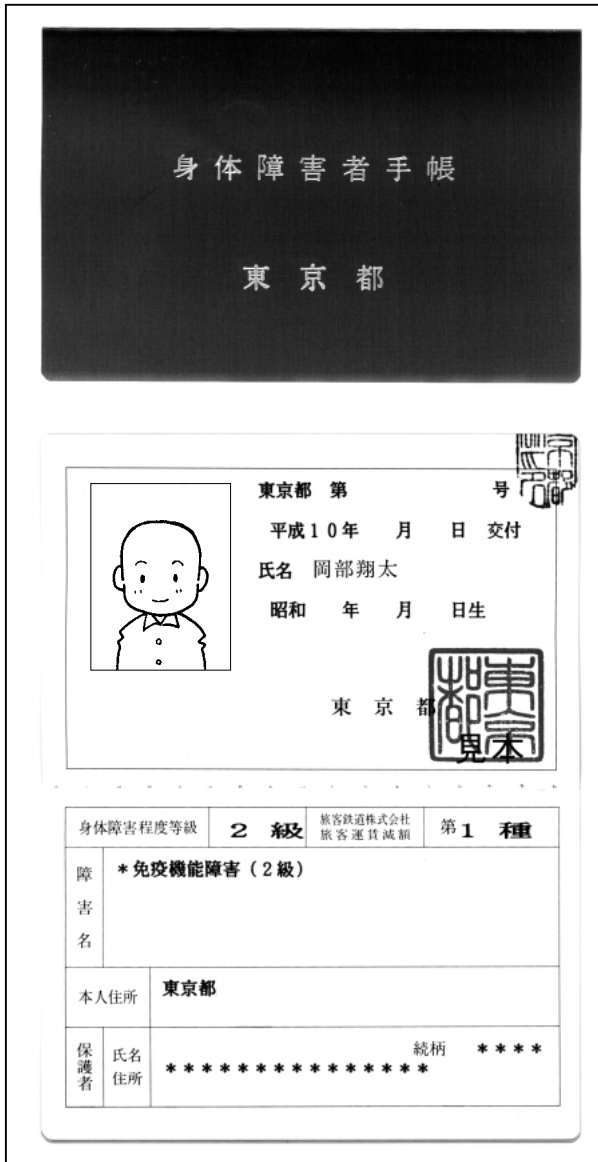 身体障害者手帳
東京都
東京都 第 号
平成10年 月 日 交付
氏名 岡部翔太
昭和 年 月 日生
東京都
東京都
見本
身体障害程度等級 2 級 旅客鉄道株式会社 旅客運賃減額 第1 種
障害名 *免疫機能障害(2級)
本人住所 東京都
保護者 氏名 住所 続柄 ****
***************